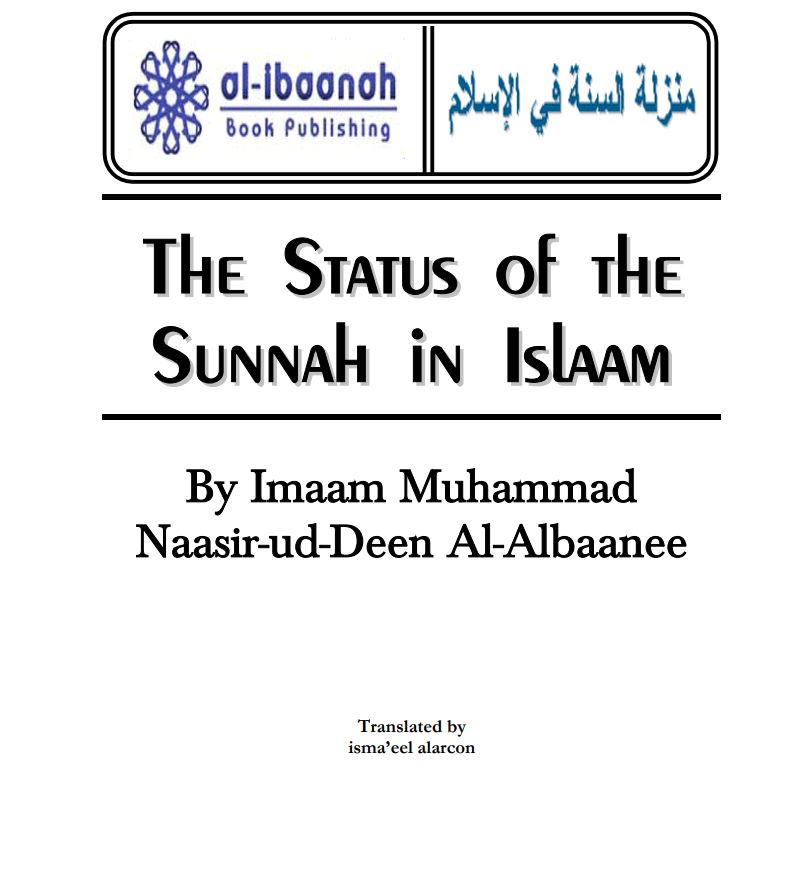 al-ibaanah
Book Publishing
منزلة السنة في الإسلام
The Status of the
Sunnah in Islaam
By Imaam Muhammad
Naasir-ud-Deen Al-Albaanee
Translated by
isma’eel alarcon